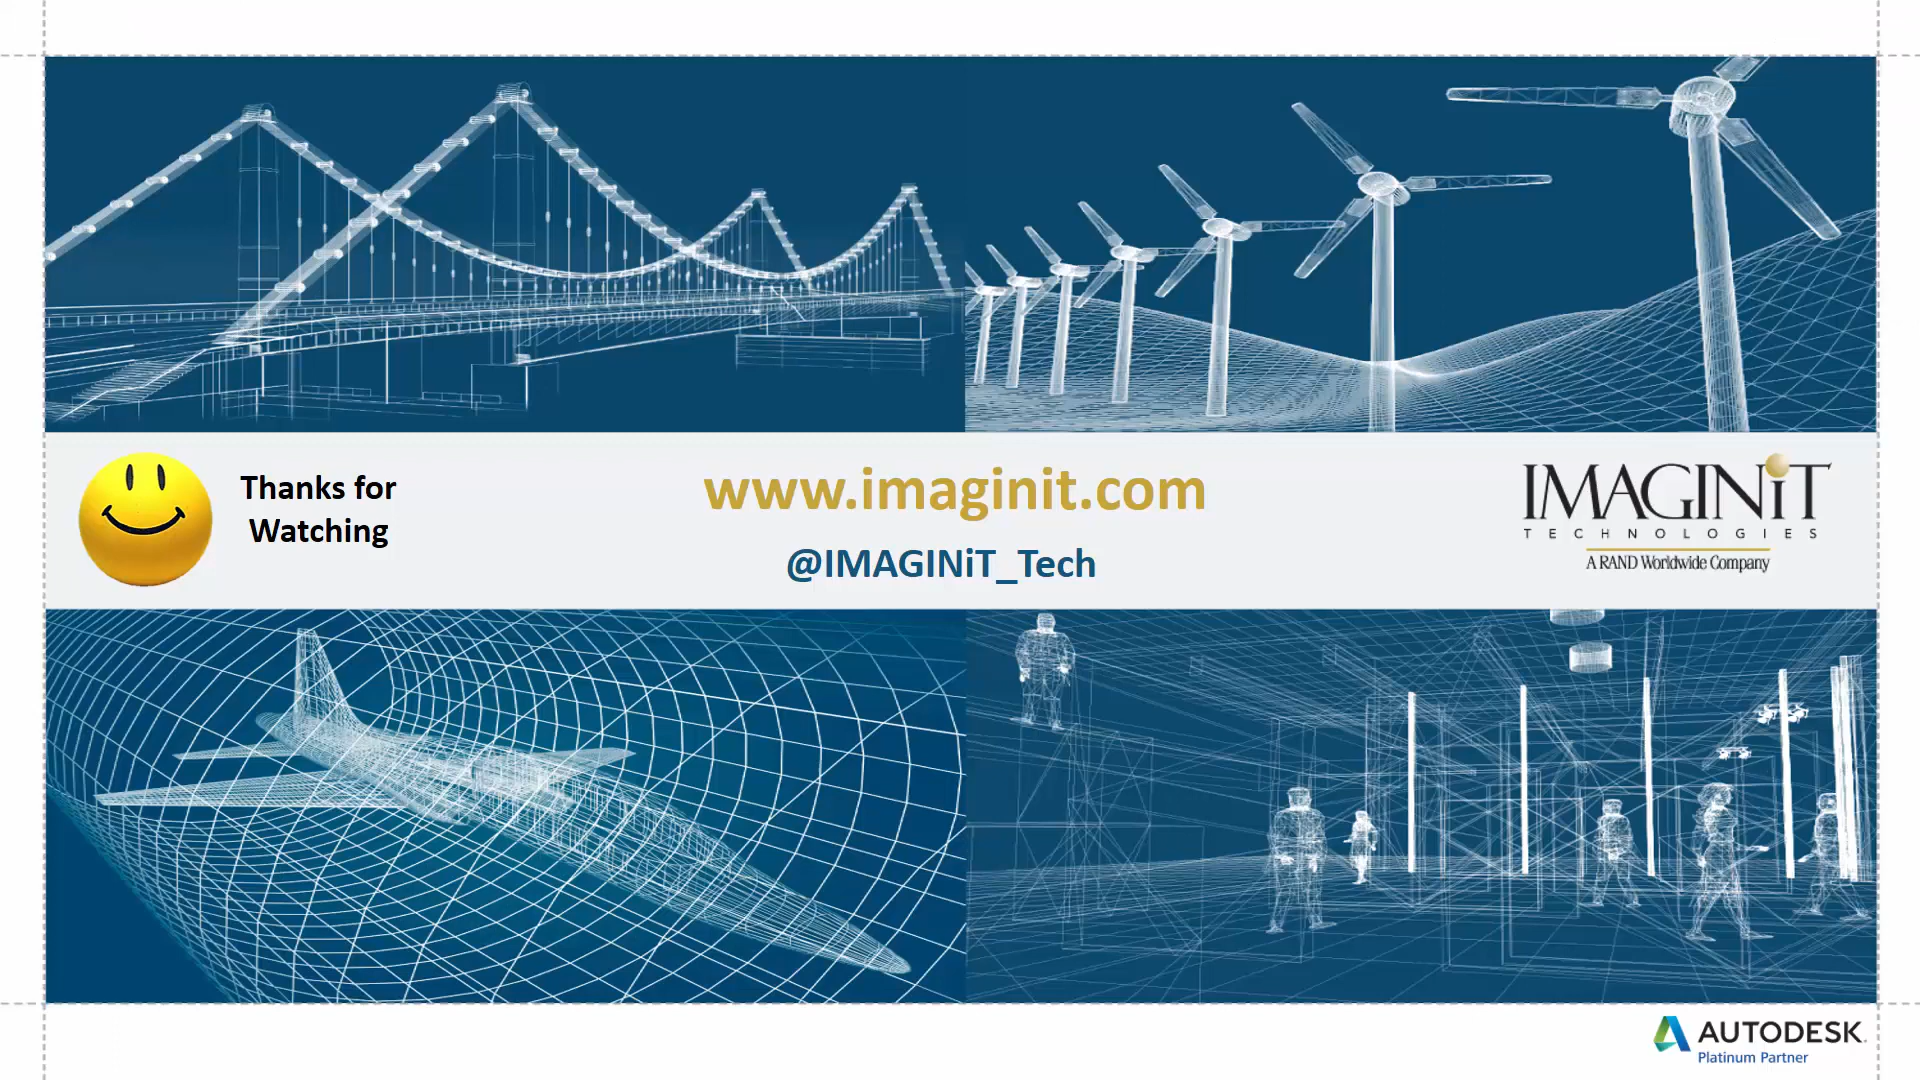 Thanks for
Watching
www.imaginit.com
@IMAGINiT_Tech
IMAGINiT
TECHNOLOGIES
A RAND Worldwide Company
AUTODESK.
Platinum Partner